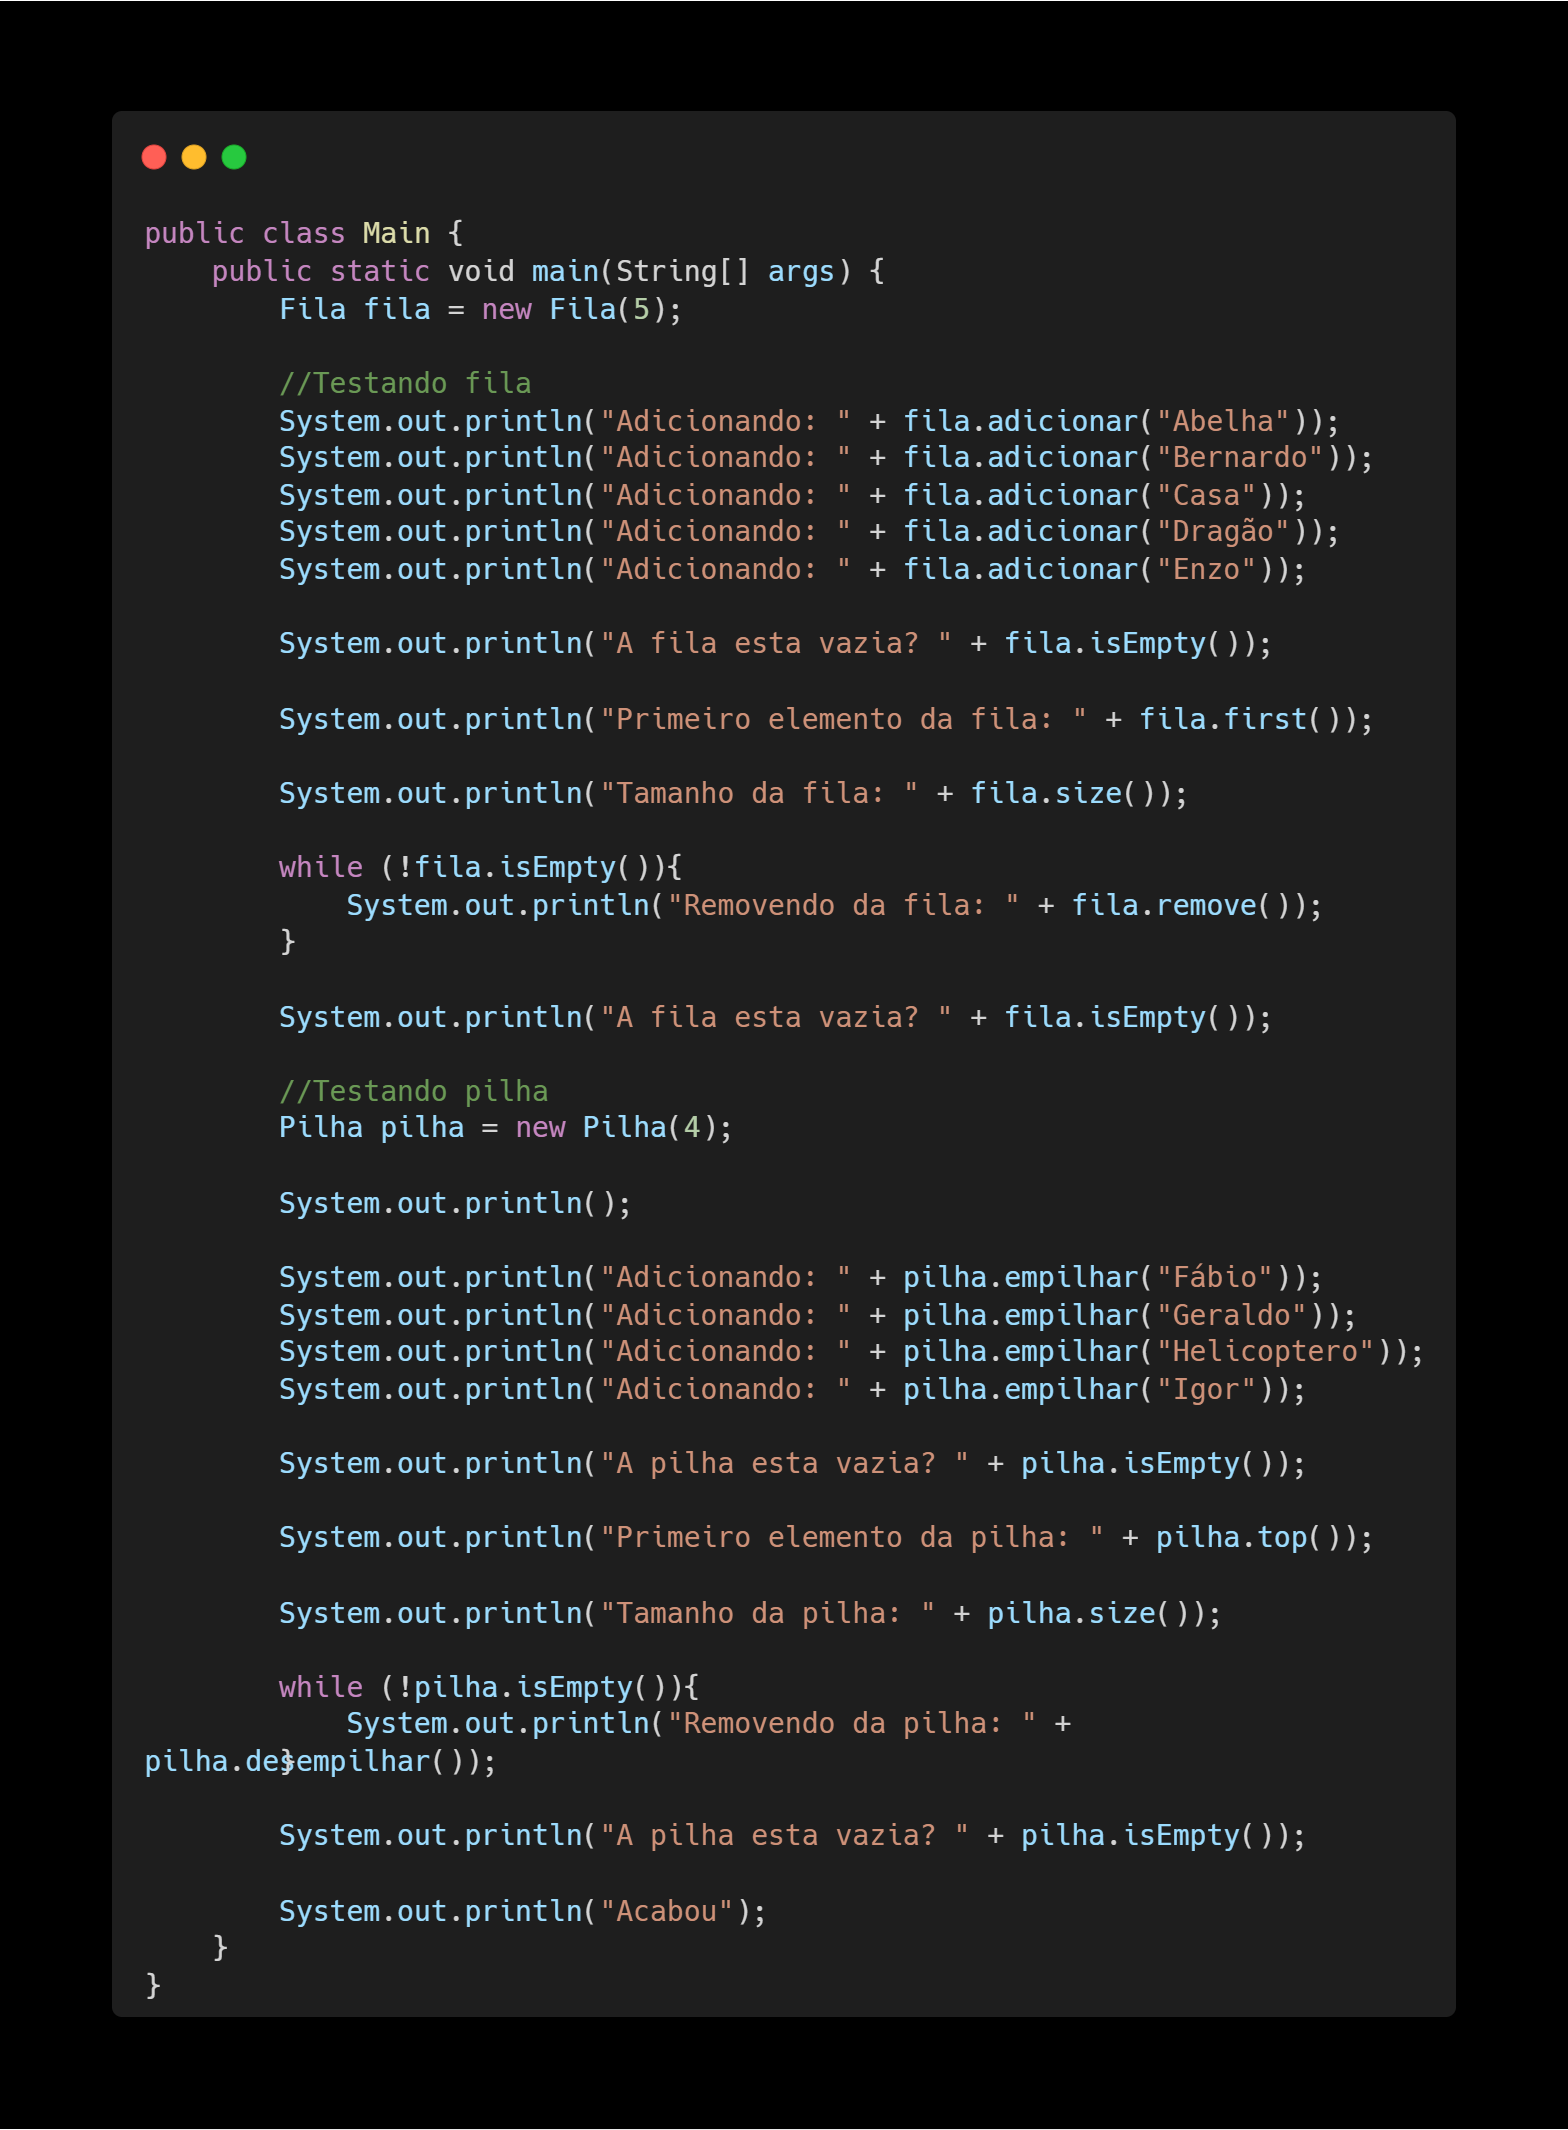 public class Main {
    public static void main(String[] args) {
        Fila fila = new Fila(5);

        //Testando fila
        System.out.println("Adicionando: " + fila.adicionar("Abelha"));
        System.out.println("Adicionando: " + fila.adicionar("Bernardo"));
        System.out.println("Adicionando: " + fila.adicionar("Casa"));
        System.out.println("Adicionando: " + fila.adicionar("Dragão"));
        System.out.println("Adicionando: " + fila.adicionar("Enzo"));

        System.out.println("A fila esta vazia? " + fila.isEmpty());

        System.out.println("Primeiro elemento da fila: " + fila.first());

        System.out.println("Tamanho da fila: " + fila.size());

        while (!fila.isEmpty()){
            System.out.println("Removendo da fila: " + fila.remove());
        }

        System.out.println("A fila esta vazia? " + fila.isEmpty());

        //Testando pilha
        Pilha pilha = new Pilha(4);

        System.out.println();

        System.out.println("Adicionando: " + pilha.empilhar("Fábio"));
        System.out.println("Adicionando: " + pilha.empilhar("Geraldo"));
        System.out.println("Adicionando: " + pilha.empilhar("Helicoptero"));
        System.out.println("Adicionando: " + pilha.empilhar("Igor"));

        System.out.println("A pilha esta vazia? " + pilha.isEmpty());

        System.out.println("Primeiro elemento da pilha: " + pilha.top());

        System.out.println("Tamanho da pilha: " + pilha.size());

        while (!pilha.isEmpty()){
            System.out.println("Removendo da pilha: " +
pilha.desempilhar());
        }

        System.out.println("A pilha esta vazia? " + pilha.isEmpty());

        System.out.println("Acabou");
    }
}